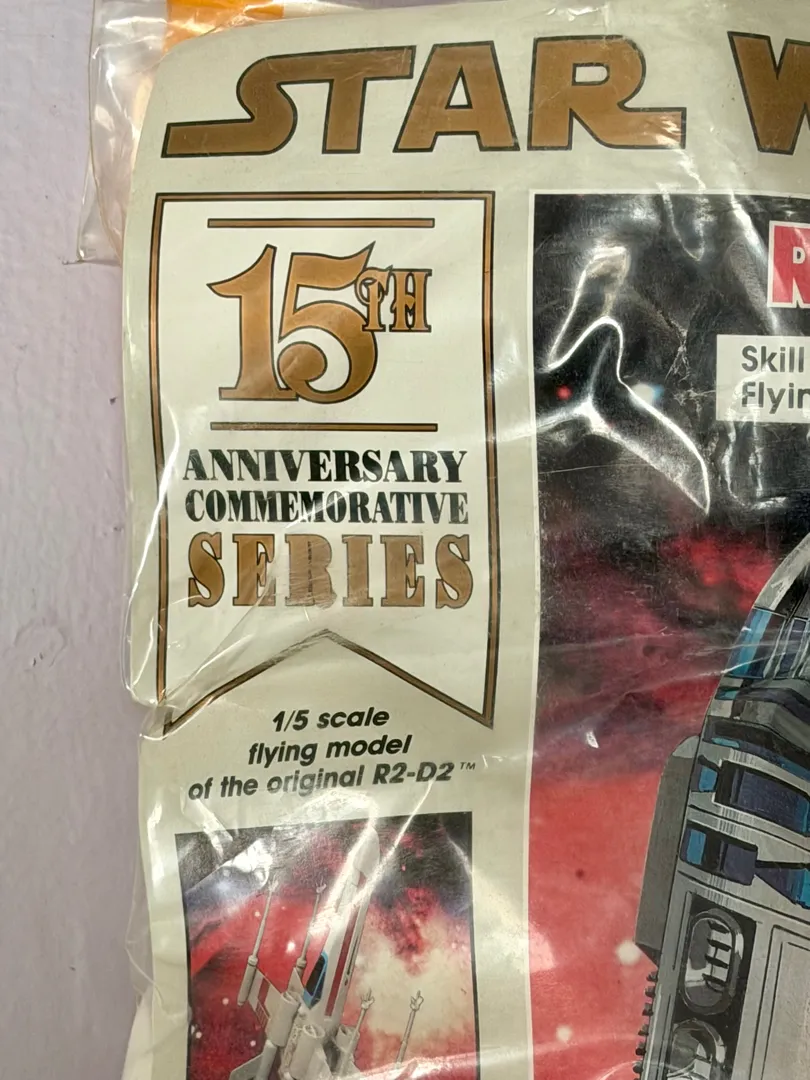 STAR W
15TH
ANNIVERSARY
COMMEMORATIVE
SERIES
1/5 scale
flying model
of the original R2-D2™
Skill
Flyin